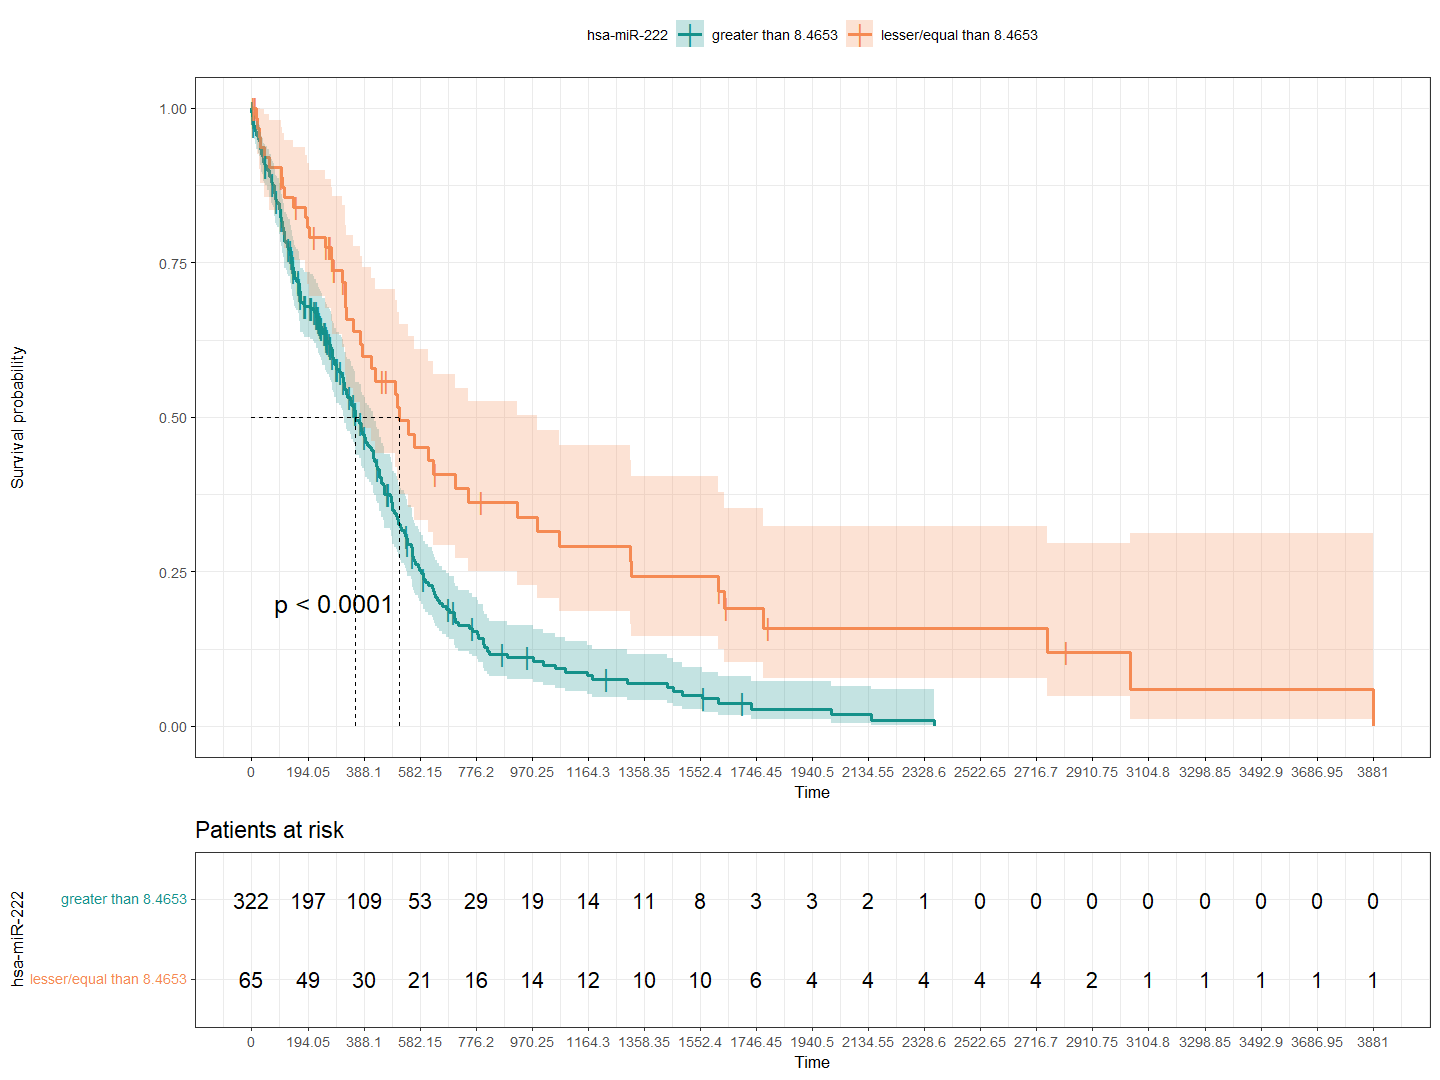 hsa-miR-222 greater than 8.4653 lesser/equal than 8.4653
Survival probability
1.00
0.75
0.50
0.25
0.00
p < 0.0001
0 194.05 388.1 582.15 776.2 970.25 1164.3 1358.35 1552.4 1746.45 1940.5 2134.55 2328.6 2522.65 2716.7 2910.75 3104.8 3298.85 3492.9 3686.95 3881
Time
Patients at risk
hsa-miR-222
greater than 8.4653 322 197 109 53 29 19 14 11 8 3 3 2 1 0 0 0 0 0 0 0 0
lesser/equal than 8.4653 65 49 30 21 16 14 12 10 10 6 4 4 4 4 4 2 1 1 1 1 1
0 194.05 388.1 582.15 776.2 970.25 1164.3 1358.35 1552.4 1746.45 1940.5 2134.55 2328.6 2522.65 2716.7 2910.75 3104.8 3298.85 3492.9 3686.95 3881
Time